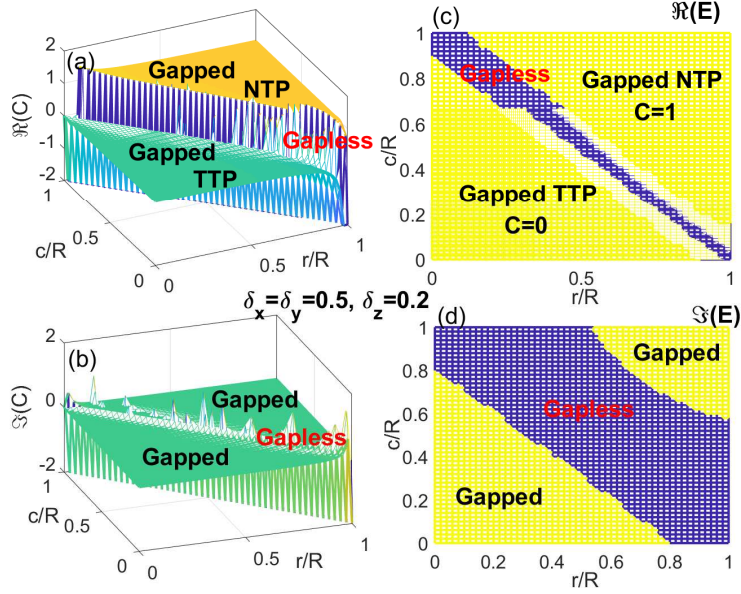 (a)
2
1
0
-1
-2
ℜ(C)
Gapped
NTP
Gapless
Gapped
TTP
1
0.5
0
c/R
0
0.5
1
r/R
(c)
ℜ(E)
1
0.8
0.6
0.4
0.2
0
c/R
Gapless
Gapped NTP
C=1
Gapped TTP
C=0
0
0.5
1
r/R
δx=δy=0.5, δz=0.2
(b)
2
0
-2
ℑ(C)
Gapped
Gapless
Gapped
1
0.5
0
c/R
0
0.5
1
r/R
(d)
ℑ(E)
1
0.8
0.6
0.4
0.2
0
c/R
Gapped
Gapless
Gapped
0
0.2
0.4
0.6
0.8
1
r/R